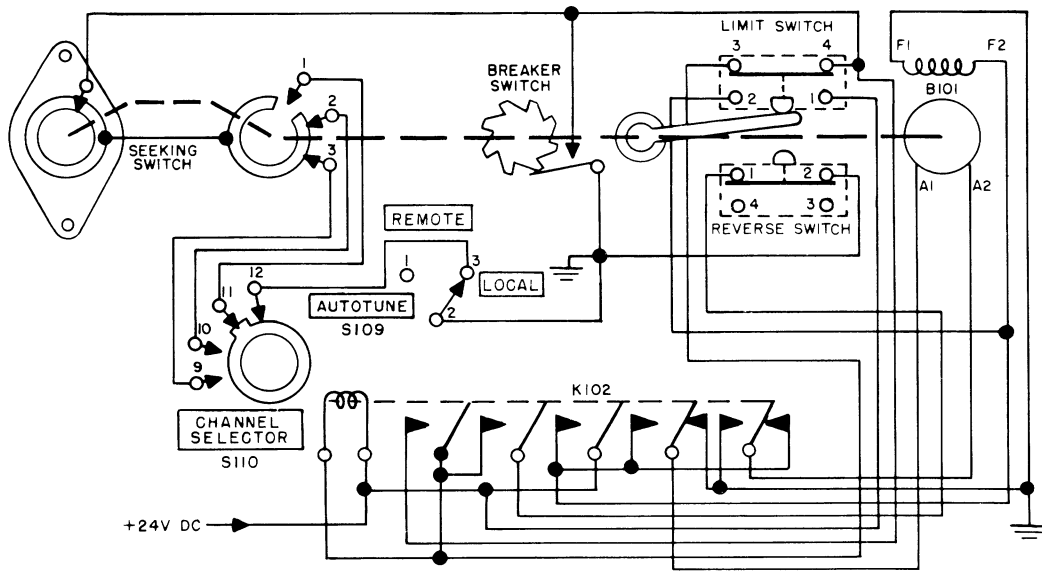 LIMIT SWITCH
F1
F2
3
4
1
BREAKER
SWITCH
2
1
B101
2
SEEKING
SWITCH
3
1
2
A1
A2
4
3
REMOTE
REVERSE SWITCH
12
1
3
11
LOCAL
AUTOTUNE
2
S109
10
9
K102
CHANNEL
SELECTOR
S110
+24V DC